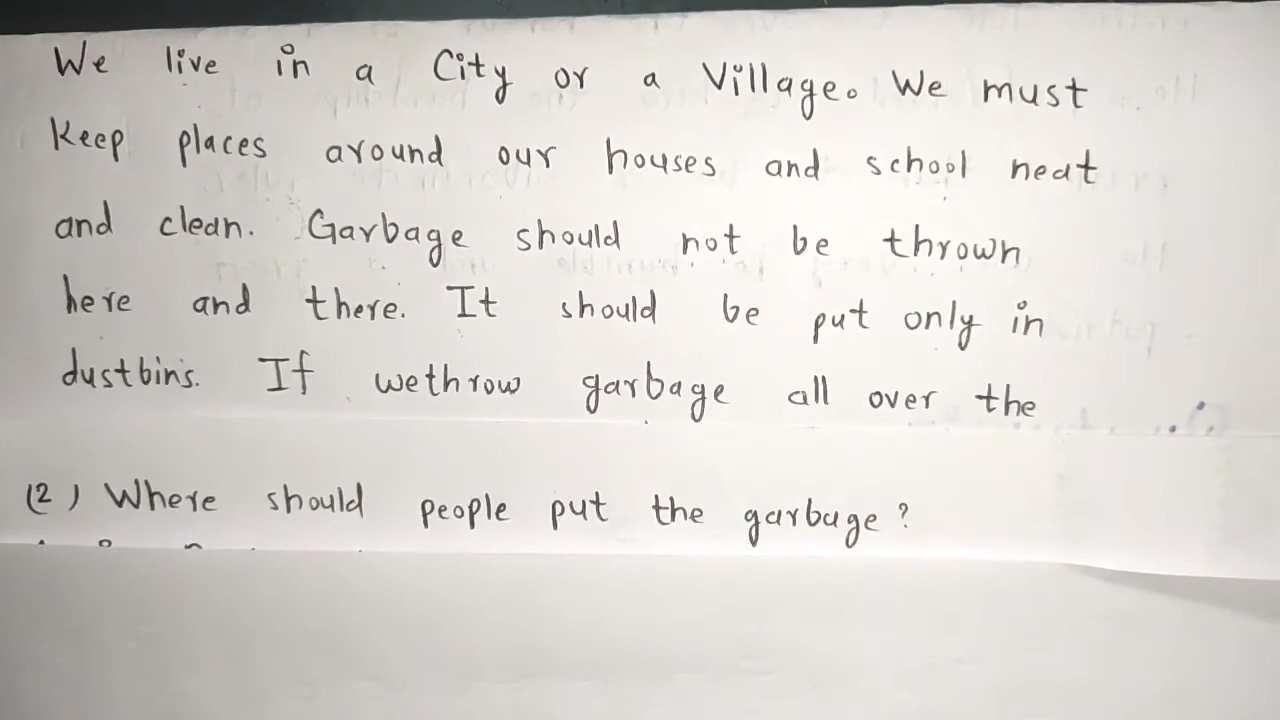 We live in a City or a Village. We must
Keep places around our houses and school neat
and clean. Garbage should not be thrown
here and there. It should be put only in
dustbins. If wethrow garbage all over the
(2) Where should people put the garbage?